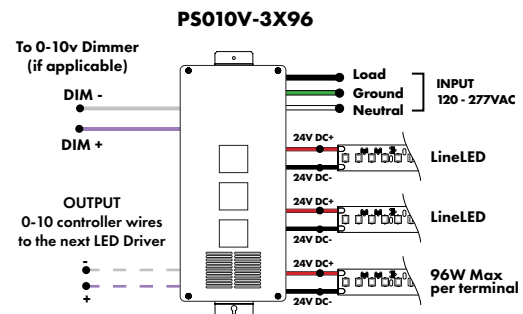 PS010V-3X96
To 0-10v Dimmer
(if applicable)
DIM -
DIM +
OUTPUT
0-10 controller wires
to the next LED Driver
-
+
Load
Ground
Neutral
INPUT
120 - 277VAC
24V DC+
24V DC-
LineLED
24V DC+
24V DC-
LineLED
24V DC+
24V DC-
96W Max
per terminal